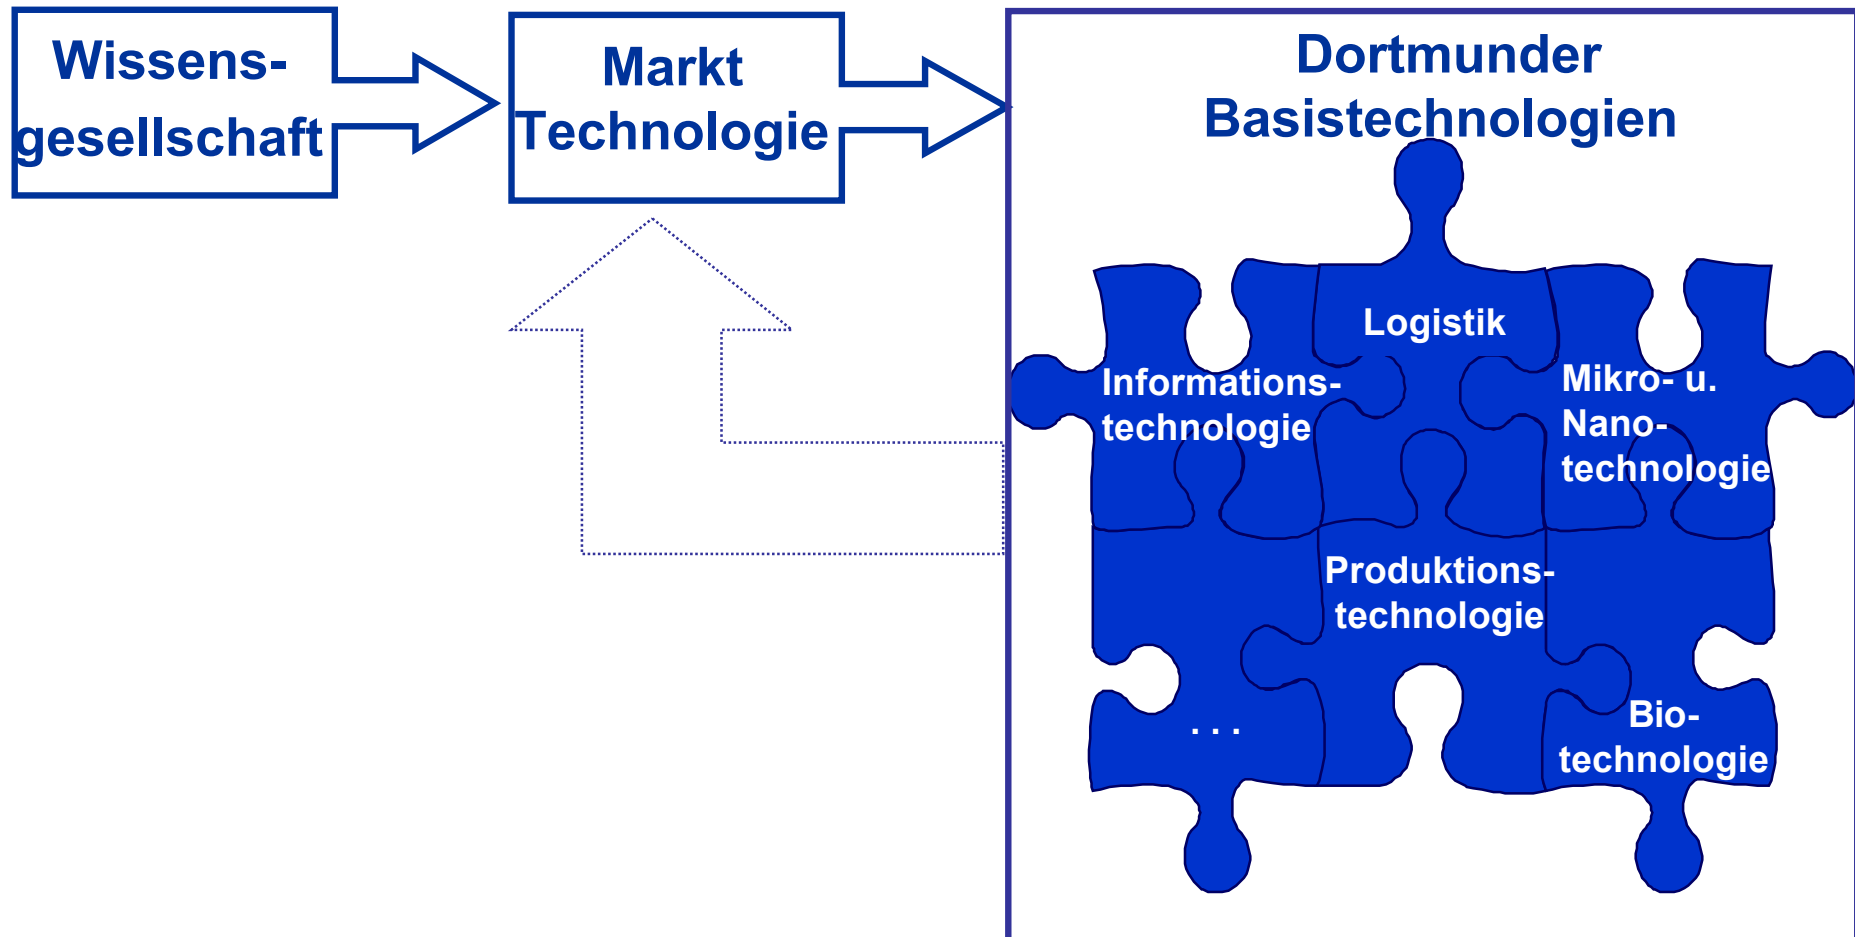 Wissens-
gesellschaft
Markt
Technologie
Dortmunder
Basistechnologien
Logistik
Informations-
technologie
Mikro- u.
Nano-
technologie
Produktions-
technologie
. . .
Bio-
technologie